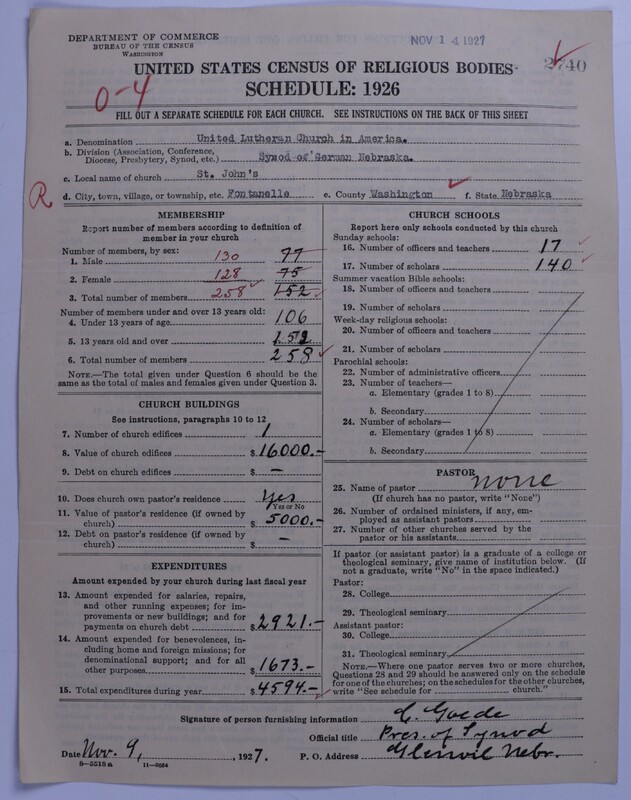 DEPARTMENT OF COMMERCE
BUREAU OF THE CENSUS
WASHINGTON
NOV 14 1927
2740
UNITED STATES CENSUS OF RELIGIOUS BODIES
SCHEDULE: 1926
0-4
FILL OUT A SEPARATE SCHEDULE FOR EACH CHURCH. SEE INSTRUCTIONS ON THE BACK OF THIS SHEET
a. Denomination United Lutheran Church in America.
b. Division (Association, Conference, Diocese, Presbytery, Synod, etc.) Synod of German Nebraska.
c. Local name of church St. John's
R
d. City, town, village, or township, etc. Fontanelle e. County Washington f. State Nebraska
MEMBERSHIP
Report number of members according to definition of
member in your church
Number of members, by sex:
1. Male 130 77
2. Female 128 75
3. Total number of members 258 152
Number of members under and over 13 years old:
4. Under 13 years of age 106
5. 13 years old and over 152
6. Total number of members 258
NOTE.—The total given under Question 6 should be
same as the total of males and females given under Question 3.
CHURCH BUILDINGS
See instructions, paragraphs 10 to 12
7. Number of church edifices 1
8. Value of church edifices $16000.-
9. Debt on church edifices $ —
10. Does church own pastor's residence Yes
Yes or No
11. Value of pastor's residence (if owned by
church) $ 5000.-
12. Debt on pastor's residence (if owned by
church) $ —
EXPENDITURES
Amount expended by your church during last fiscal year
13. Amount expended for salaries, repairs,
and other running expenses; for im-
provements or new buildings; and for
payments on church debt $2921.-
14. Amount expended for benevolences, in-
cluding home and foreign missions; for
denominational support; and for all
other purposes $1673.-
15. Total expenditures during year $4594.-
CHURCH SCHOOLS
Report here only schools conducted by this church
Sunday schools:
16. Number of officers and teachers 17
17. Number of scholars 140
Summer vacation Bible schools:
18. Number of officers and teachers
19. Number of scholars
Week-day religious schools:
20. Number of officers and teachers
21. Number of scholars
Parochial schools:
22. Number of administrative officers
23. Number of teachers—
a. Elementary (grades 1 to 8)
b. Secondary
24. Number of scholars—
a. Elementary (grades 1 to 8)
b. Secondary
PASTOR
25. Name of pastor none
(If church has no pastor, write "None")
26. Number of ordained ministers, if any, em-
ployed as assistant pastors
27. Number of other churches served by the
pastor or his assistants
If pastor (or assistant pastor) is a graduate of a college or
theological seminary, give name of institution below. (If
not a graduate, write "No" in the space indicated.)
Pastor:
28. College
29. Theological seminary
Assistant pastor:
30. College
31. Theological seminary
NOTE.—Where one pastor serves two or more churches,
Questions 28 and 29 should be answered only on the schedule
for one of the churches; on the schedules for the other churches,
write "See schedule for church."
Signature of person furnishing information C. Goede
Official title Pres. of Synod
Date Nov. 9, , 1927. P. O. Address Glenvil Nebr.
8-5518a 11-3554